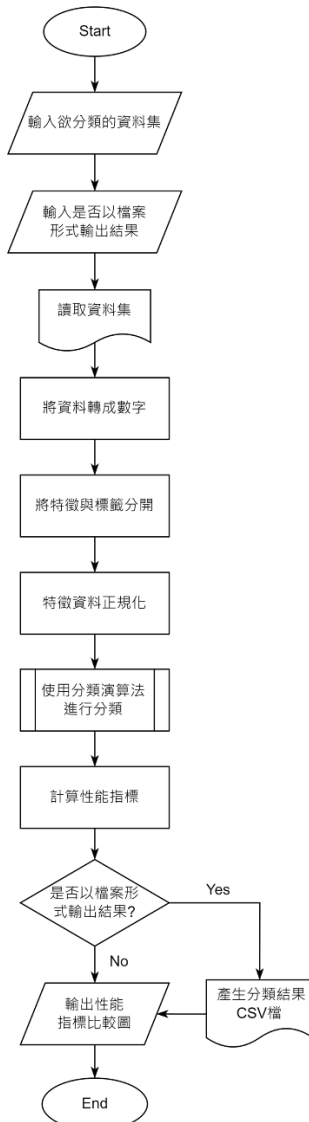 Start
輸入欲分類的資料集
輸入是否以檔案
形式輸出結果
讀取資料集
將資料轉成數字
將特徵與標籤分開
特徵資料正規化
使用分類演算法
進行分類
計算性能指標
是否以檔案形
式輸出結果?
Yes
No
產生分類結果
CSV檔
輸出性能
指標比較圖
End